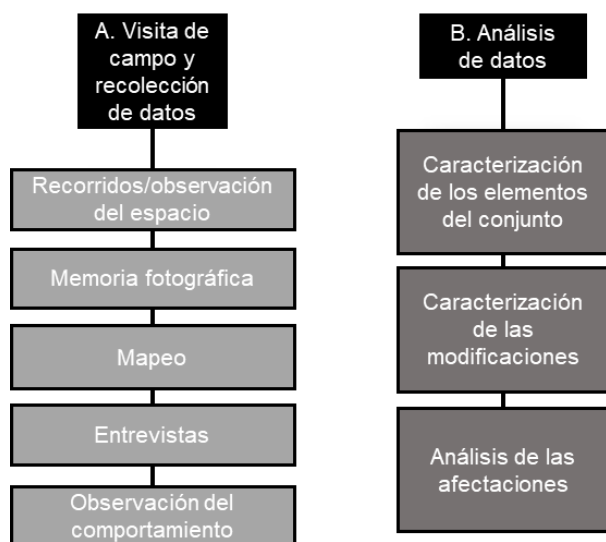 A. Visita de
campo y
recolección
de datos
Recorridos/observación
del espacio
Memoria fotográfica
Mapeo
Entrevistas
Observación del
comportamiento
B. Análisis
de datos
Caracterización
de los elementos
del conjunto
Caracterización
de las
modificaciones
Análisis de las
afectaciones